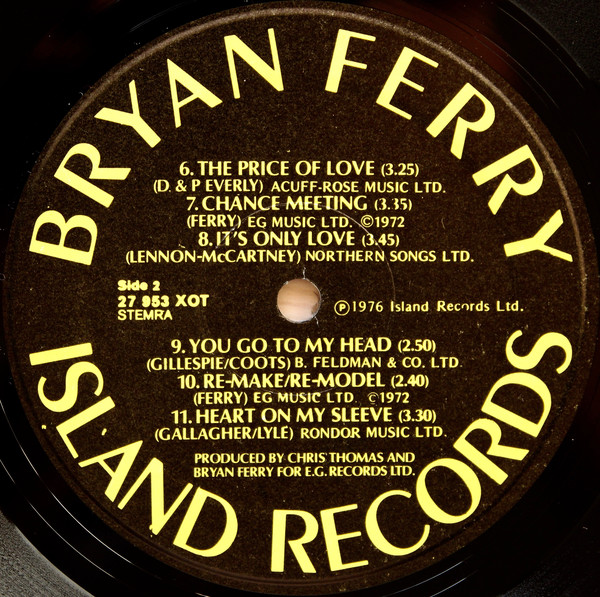 BRYAN FERRY
6. THE PRICE OF LOVE (3.25)
(D. & P EVERLY) ACUFF-ROSE MUSIC LTD.
7. CHANCE MEETING (3.35)
(FERRY) EG MUSIC LTD. ©1972
8. IT'S ONLY LOVE (3.45)
(LENNON-McCARTNEY) NORTHERN SONGS LTD.
Side 2
27 953 XOT
STEMRA
Ⓟ1976 Island Records Ltd.
9. YOU GO TO MY HEAD (2.50)
(GILLESPIE/COOTS) B. FELDMAN & CO. LTD.
10. RE-MAKE/RE-MODEL (2.40)
(FERRY) EG MUSIC LTD. ©1972
11. HEART ON MY SLEEVE (3.30)
(GALLAGHER/LYLE) RONDOR MUSIC LTD.
PRODUCED BY CHRIS THOMAS AND
BRYAN FERRY FOR E.G. RECORDS LTD.
ISLAND RECORDS